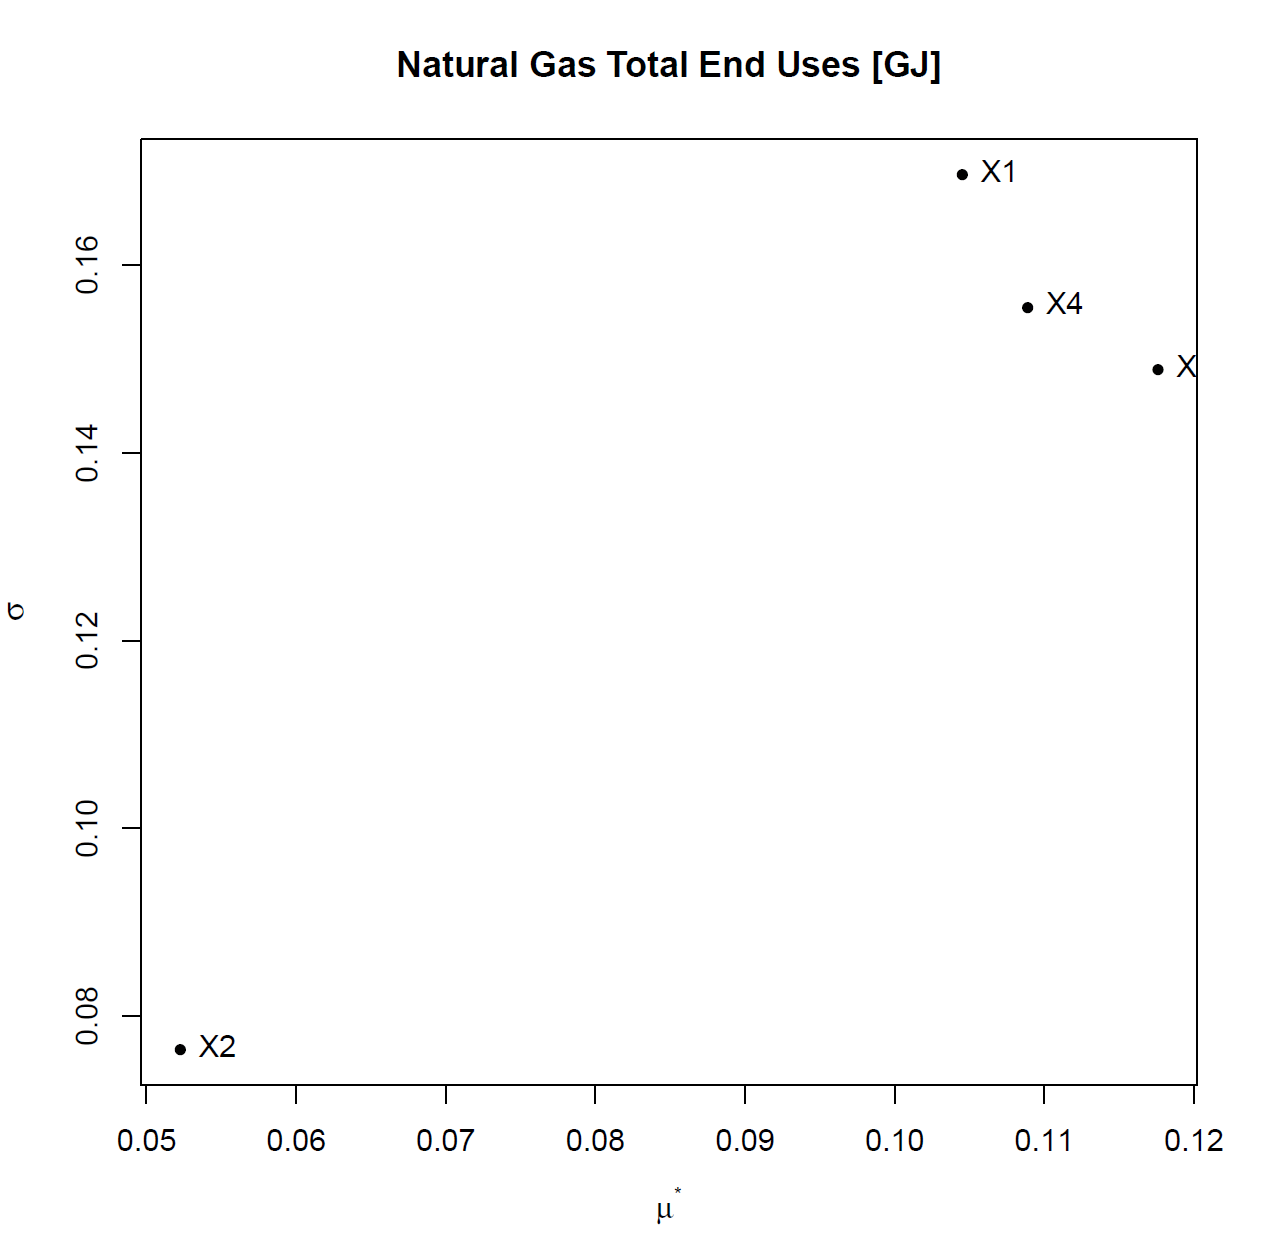 Natural Gas Total End Uses [GJ]
X1
0.16
X4
X
0.14
σ
0.12
0.10
0.08
X2
0.05 0.06 0.07 0.08 0.09 0.10 0.11 0.12
μ*